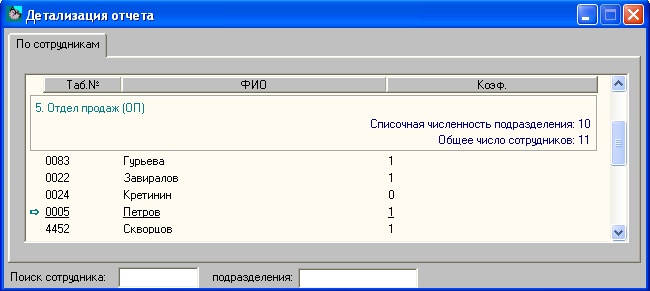 Детализация отчета
По сотрудникам
Таб.№ ФИО Коэф.
5. Отдел продаж (ОП)
Списочная численность подразделения: 10
Общее число сотрудников: 11
0083 Гурьева 1
0022 Завиралов 1
0024 Кретинин 0
0005 Петров 1
4452 Скворцов 1
Поиск сотрудника: подразделения: